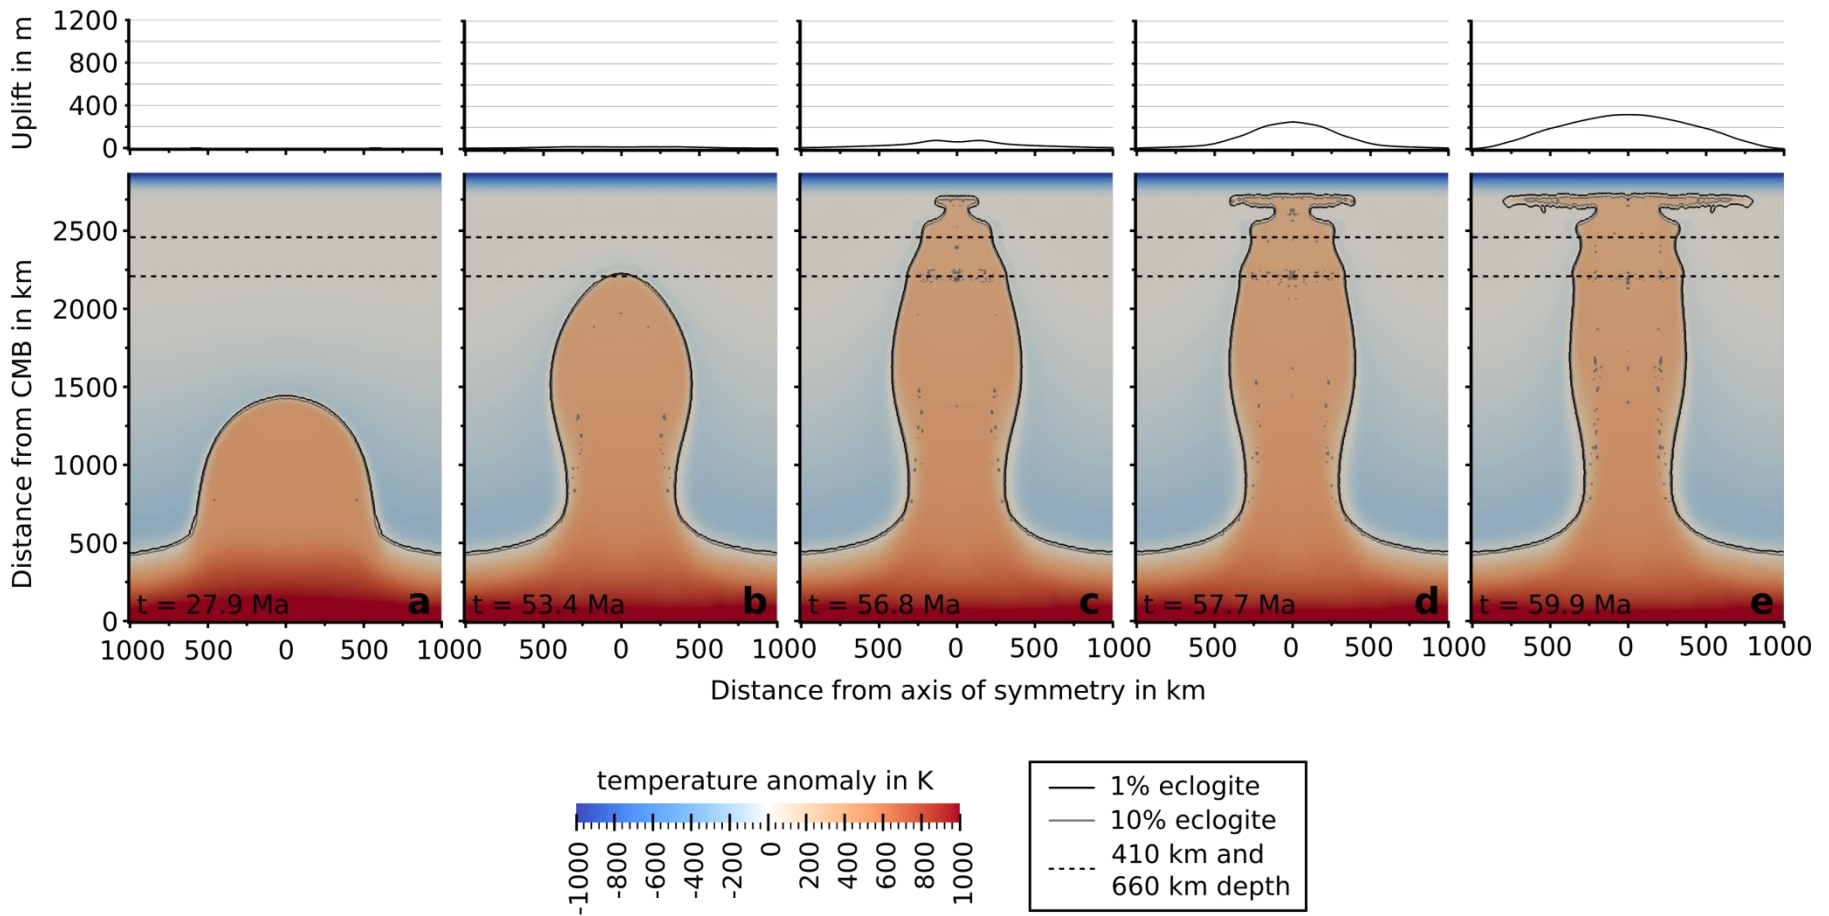 Uplift in m
1200
800
400
0
Distance from CMB in km
2500
2000
1500
1000
500
0
t = 27.9 Ma a
t = 53.4 Ma b
t = 56.8 Ma c
t = 57.7 Ma d
t = 59.9 Ma e
1000 500 0 500 1000 500 0 500 1000 500 0 500 1000 500 0 500 1000 500 0 500 1000
Distance from axis of symmetry in km
temperature anomaly in K
-1000 -800 -600 -400 -200 0 200 400 600 800 1000
1% eclogite
10% eclogite
410 km and
660 km depth